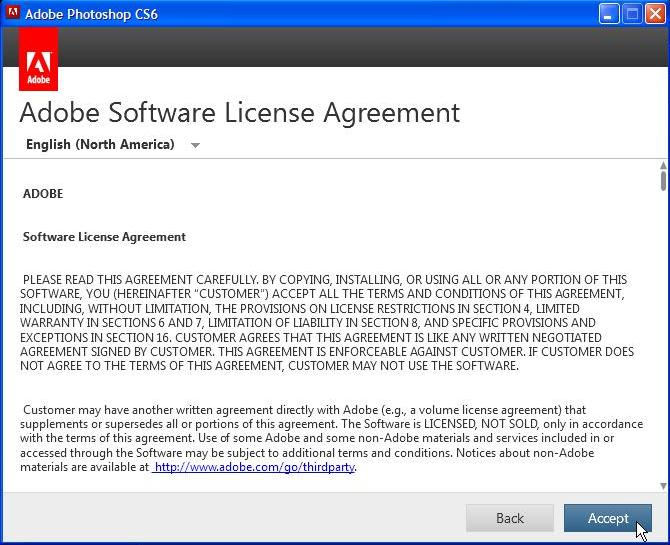 Adobe Photoshop CS6
Adobe
Adobe Software License Agreement
English (North America)
ADOBE
Software License Agreement
PLEASE READ THIS AGREEMENT CAREFULLY. BY COPYING, INSTALLING, OR USING ALL OR ANY PORTION OF THIS
SOFTWARE, YOU (HEREINAFTER “CUSTOMER”) ACCEPT ALL THE TERMS AND CONDITIONS OF THIS AGREEMENT,
INCLUDING, WITHOUT LIMITATION, THE PROVISIONS ON LICENSE RESTRICTIONS IN SECTION 4, LIMITED
WARRANTY IN SECTIONS 6 AND 7, LIMITATION OF LIABILITY IN SECTION 8, AND SPECIFIC PROVISIONS AND
EXCEPTIONS IN SECTION 16. CUSTOMER AGREES THAT THIS AGREEMENT IS LIKE ANY WRITTEN NEGOTIATED
AGREEMENT SIGNED BY CUSTOMER. THIS AGREEMENT IS ENFORCEABLE AGAINST CUSTOMER. IF CUSTOMER DOES
NOT AGREE TO THE TERMS OF THIS AGREEMENT, CUSTOMER MAY NOT USE THE SOFTWARE.
Customer may have another written agreement directly with Adobe (e.g., a volume license agreement) that
supplements or supersedes all or portions of this agreement. The Software is LICENSED, NOT SOLD, only in accordance
with the terms of this agreement. Use of some Adobe and some non-Adobe materials and services included in or
accessed through the Software may be subject to additional terms and conditions. Notices about non-Adobe
materials are available at http://www.adobe.com/go/thirdparty.
Back
Accept